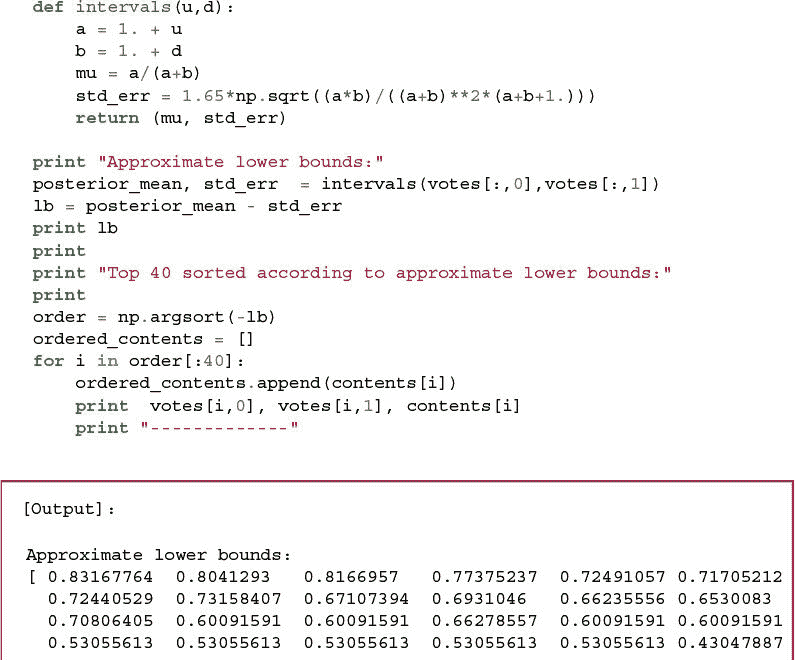 def intervals(u,d):
    a = 1. + u
    b = 1. + d
    mu = a/(a+b)
    std_err = 1.65*np.sqrt((a*b)/((a+b)**2*(a+b+1.)))
    return (mu, std_err)

print "Approximate lower bounds:"
posterior_mean, std_err  = intervals(votes[:,0],votes[:,1])
lb = posterior_mean - std_err
print lb
print
print "Top 40 sorted according to approximate lower bounds:"
print
order = np.argsort(-lb)
ordered_contents = []
for i in order[:40]:
    ordered_contents.append(contents[i])
    print  votes[i,0], votes[i,1], contents[i]
    print "-------------"

[Output]:

Approximate lower bounds:
[ 0.83167764  0.8041293   0.8166957   0.77375237  0.72491057 0.71705212
  0.72440529  0.73158407  0.67107394  0.6931046   0.66235556 0.6530083
  0.70806405  0.60091591  0.60091591  0.66278557  0.60091591 0.60091591
  0.53055613  0.53055613  0.53055613  0.53055613  0.53055613 0.43047887